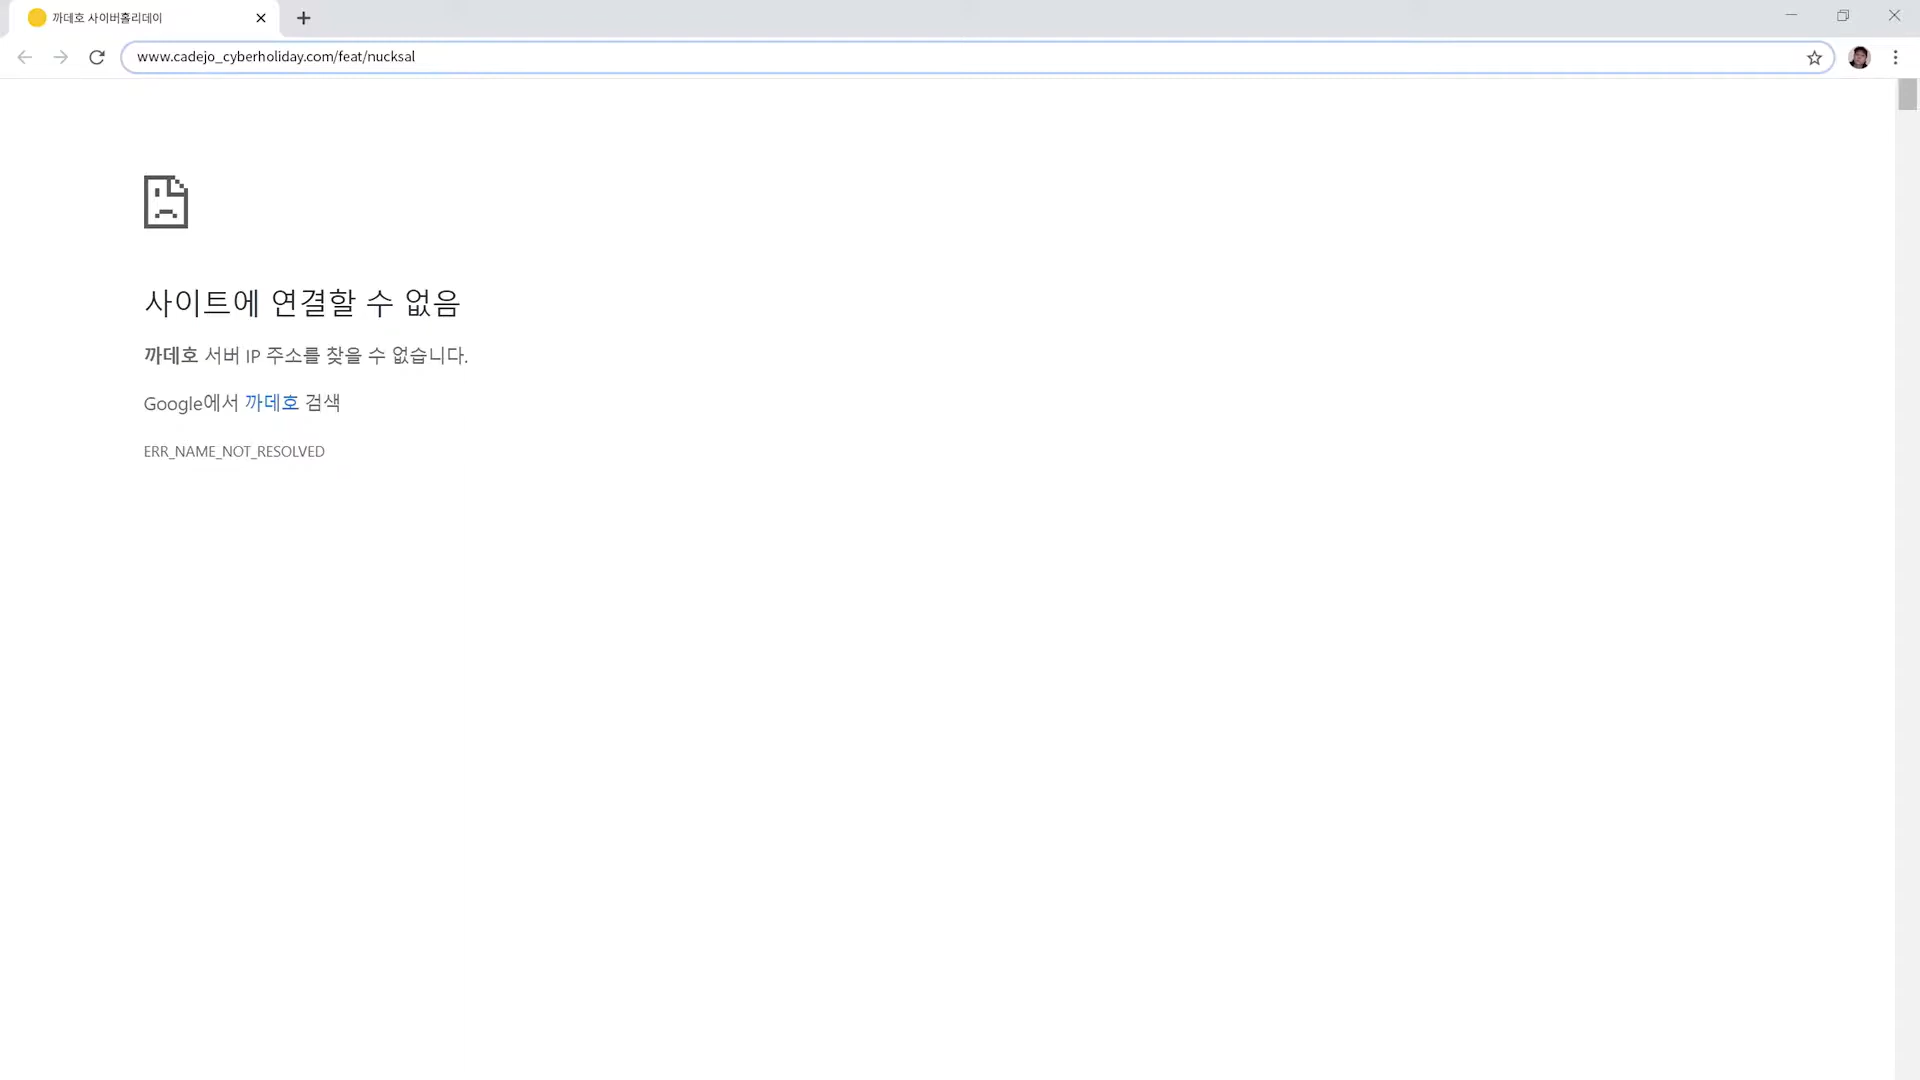 까데호 사이버홀리데이
www.cadejo_cyberholiday.com/feat/nucksal
사이트에 연결할 수 없음
까데호 서버 IP 주소를 찾을 수 없습니다.
Google에서 까데호 검색
ERR_NAME_NOT_RESOLVED